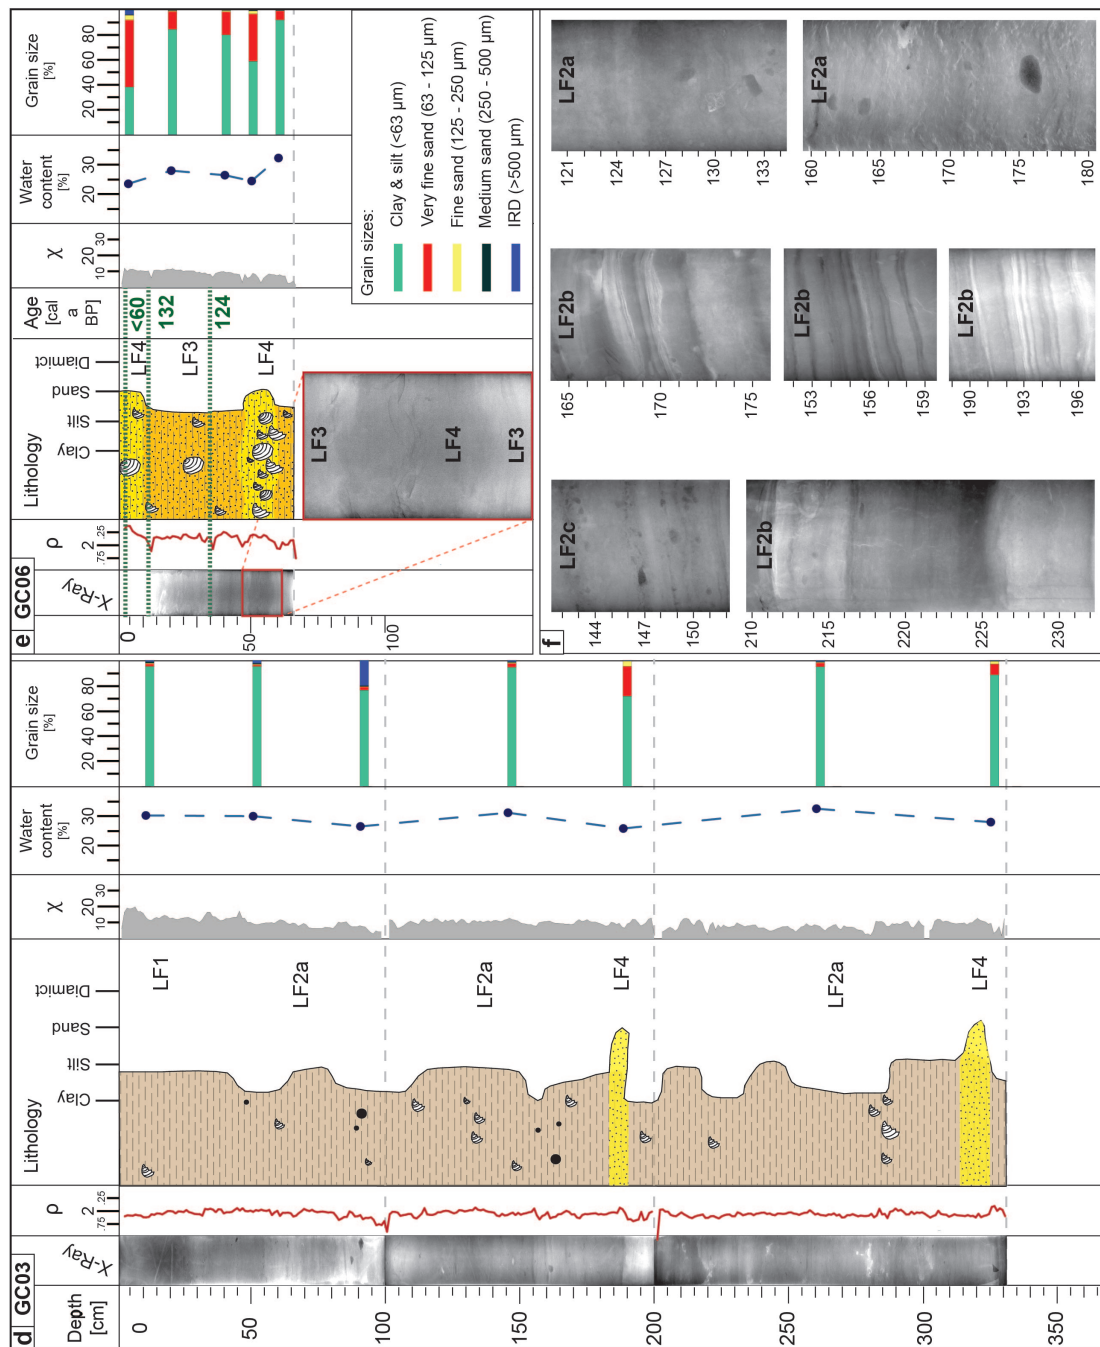 d GC03
Depth
[cm]
X-Ray
ρ
.75 2 .25
Lithology
Clay
Silt
Sand
Diamict
χ
10 20 30
Water
content
[%]
20 30
Grain size
[%]
20 40 60 80
0
50
100
150
200
250
300
350
LF1
LF2a
LF2a
LF4
LF2a
LF4
e GC06
X-Ray
ρ
.75 2 .25
Lithology
Clay
Silt
Sand
Diamict
Age
[cal
a
BP]
χ
10 20 30
Water
content
[%]
20 30
Grain size
[%]
20 40 60 80
0
50
100
LF4
LF3
LF4
<60
132
124
LF3
LF4
LF3
Grain sizes:
Clay & silt (<63 µm)
Very fine sand (63 - 125 µm)
Fine sand (125 - 250 µm)
Medium sand (250 - 500 µm)
IRD (>500 µm)
f
LF2c
144
147
150
LF2b
210
215
220
225
230
LF2b
165
170
175
LF2b
153
156
159
LF2b
190
193
196
LF2a
121
124
127
130
133
LF2a
160
165
170
175
180